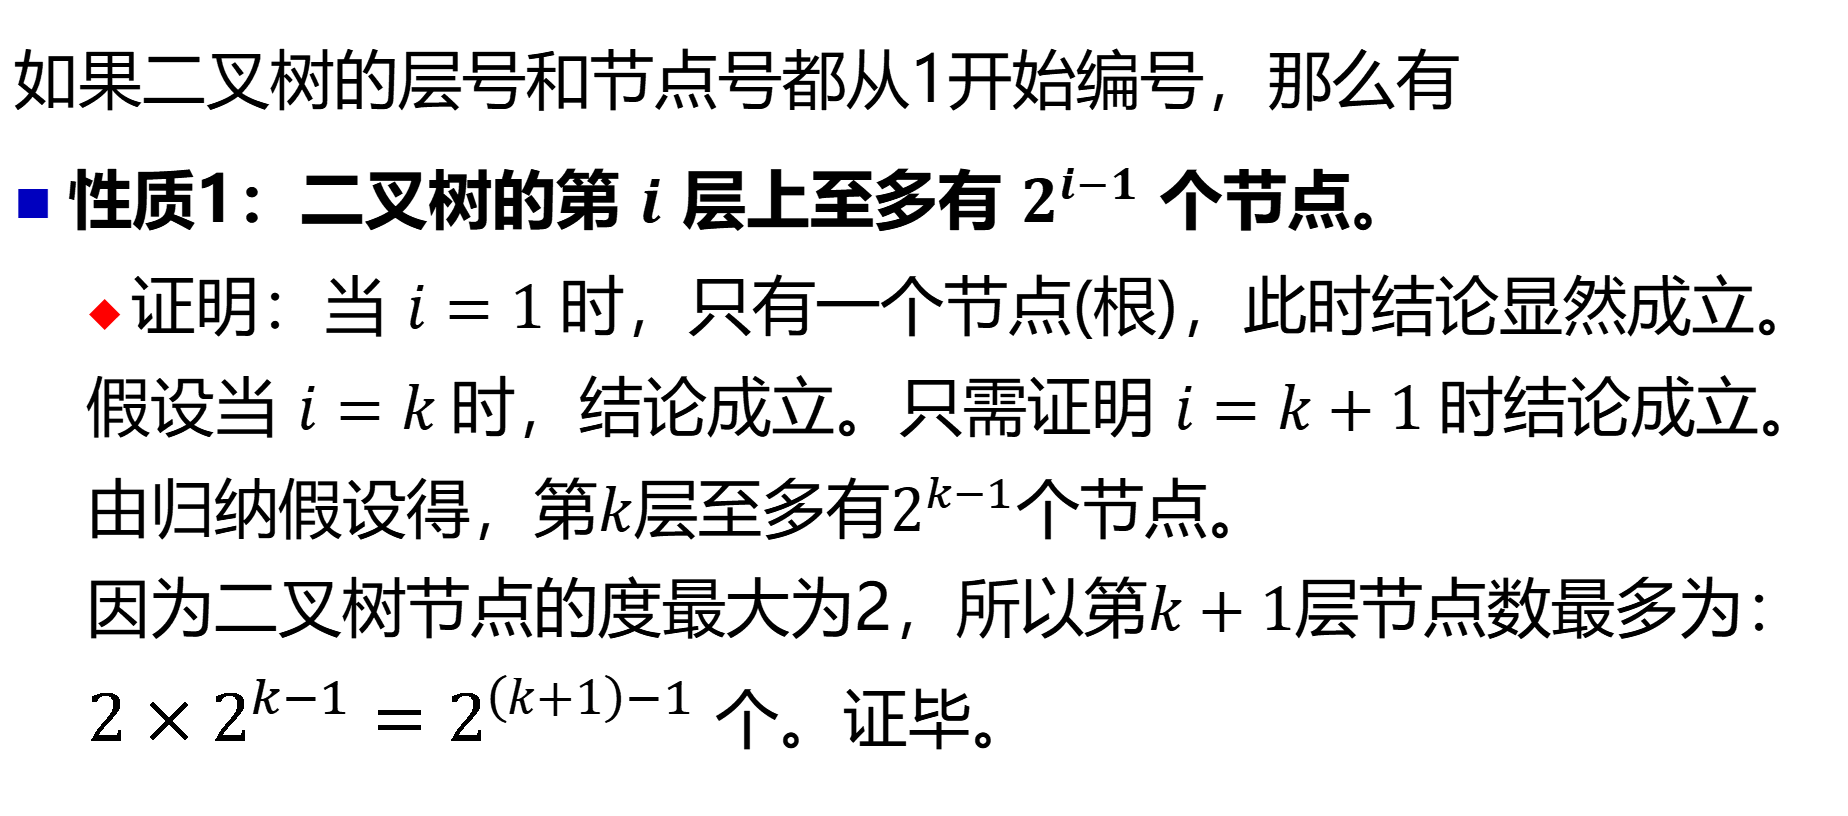 如果二叉树的层号和节点号都从1开始编号，那么有
■ 性质1：二叉树的第 i 层上至多有 2^{i−1} 个节点。
◆证明：当 i = 1 时，只有一个节点(根)，此时结论显然成立。
假设当 i = k 时，结论成立。只需证明 i = k + 1 时结论成立。
由归纳假设得，第k层至多有2^{k−1}个节点。
因为二叉树节点的度最大为2，所以第k + 1层节点数最多为：
2 × 2^{k−1} = 2^{(k+1)−1} 个。证毕。